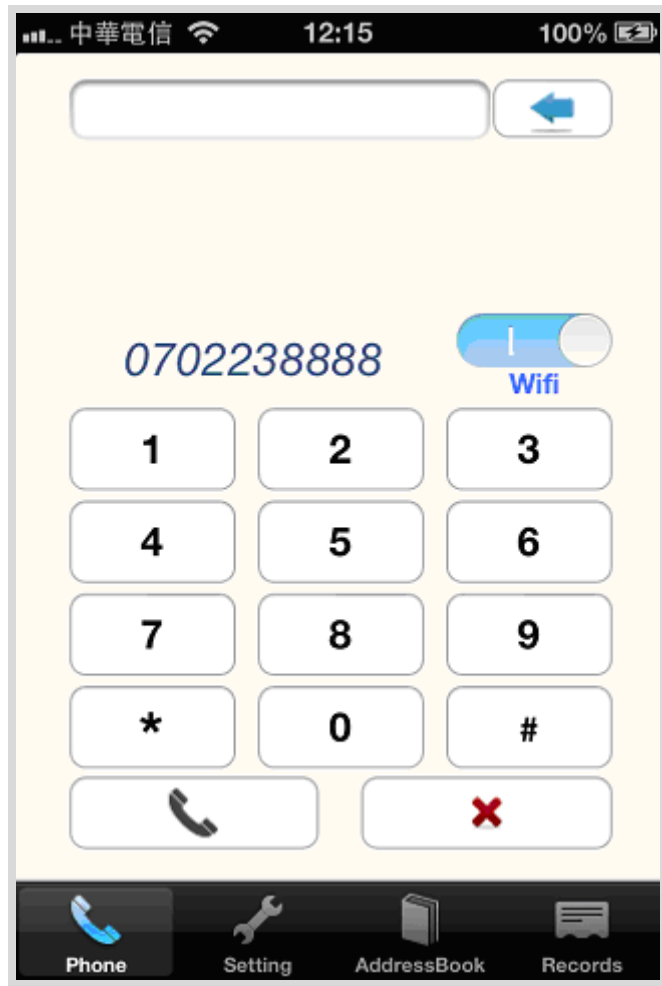 中華電信 12:15 100%
0702238888
Wifi
1 2 3
4 5 6
7 8 9
* 0 #
Phone Setting AddressBook Records